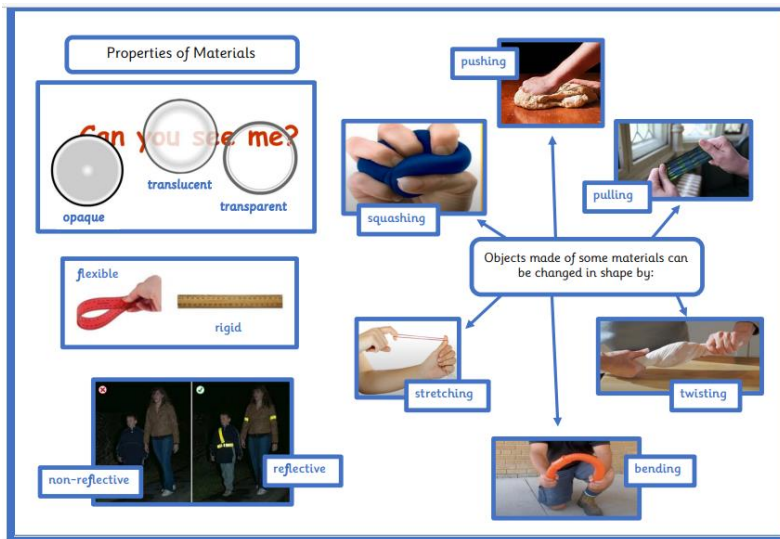 Properties of Materials
Can you see me?
opaque
translucent
transparent
flexible
rigid
non-reflective
reflective
pushing
squashing
pulling
Objects made of some materials can
be changed in shape by:
stretching
twisting
bending